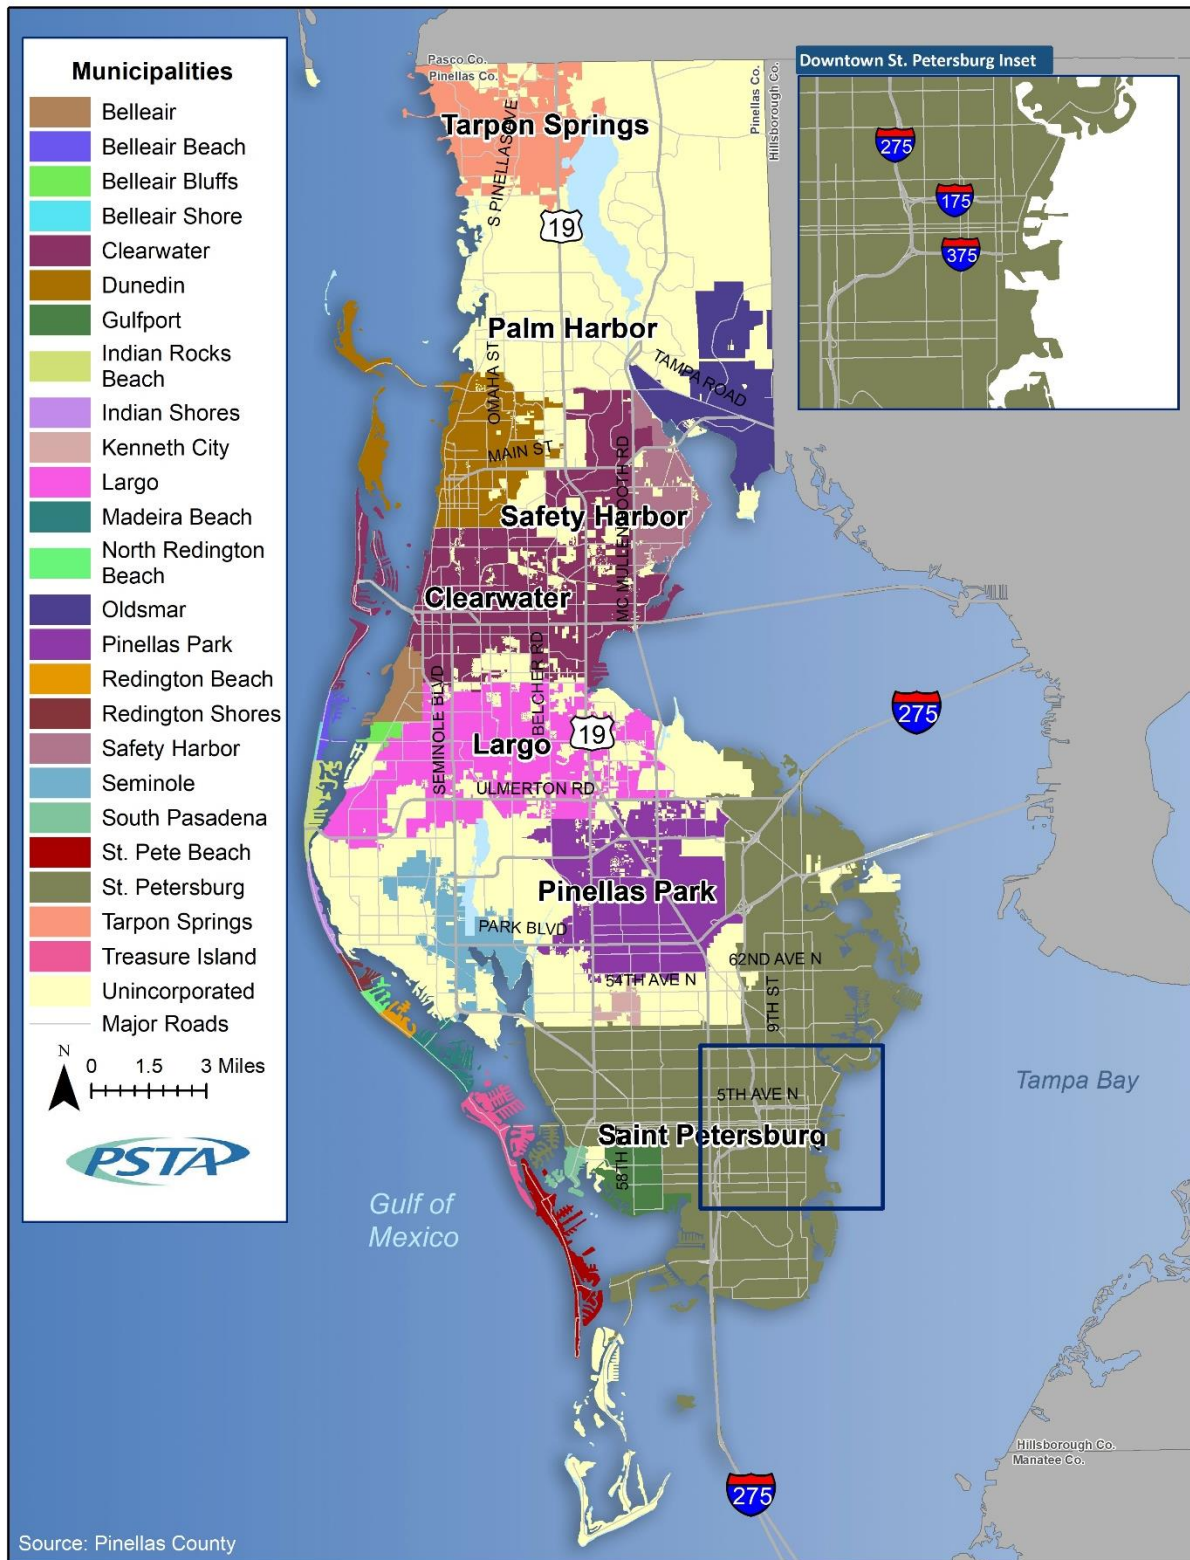 Municipalities
Belleair
Belleair Beach
Belleair Bluffs
Belleair Shore
Clearwater
Dunedin
Gulfport
Indian Rocks
Beach
Indian Shores
Kenneth City
Largo
Madeira Beach
North Redington
Beach
Oldsmar
Pinellas Park
Redington Beach
Redington Shores
Safety Harbor
Seminole
South Pasadena
St. Pete Beach
St. Petersburg
Tarpon Springs
Treasure Island
Unincorporated
Major Roads
N
0 1.5 3 Miles
PSTA
Source: Pinellas County
Pasco Co.
Pinellas Co.
Pinellas Co.
Hillsborough Co.
Downtown St. Petersburg Inset
275
175
375
Tarpon Springs
S PINELLAS AVE
19
Palm Harbor
OMAHA ST
TAMPA ROAD
MAIN ST
MC MULLEN BOOTH RD
Safety Harbor
Clearwater
BELCHER RD
SEMINOLE BLVD
275
19
Largo
ULMERTON RD
Pinellas Park
PARK BLVD
62ND AVE N
54TH AVE N
9TH ST
5TH AVE N
Saint Petersburg
58TH ST
Tampa Bay
Gulf of
Mexico
Hillsborough Co.
Manatee Co.
275